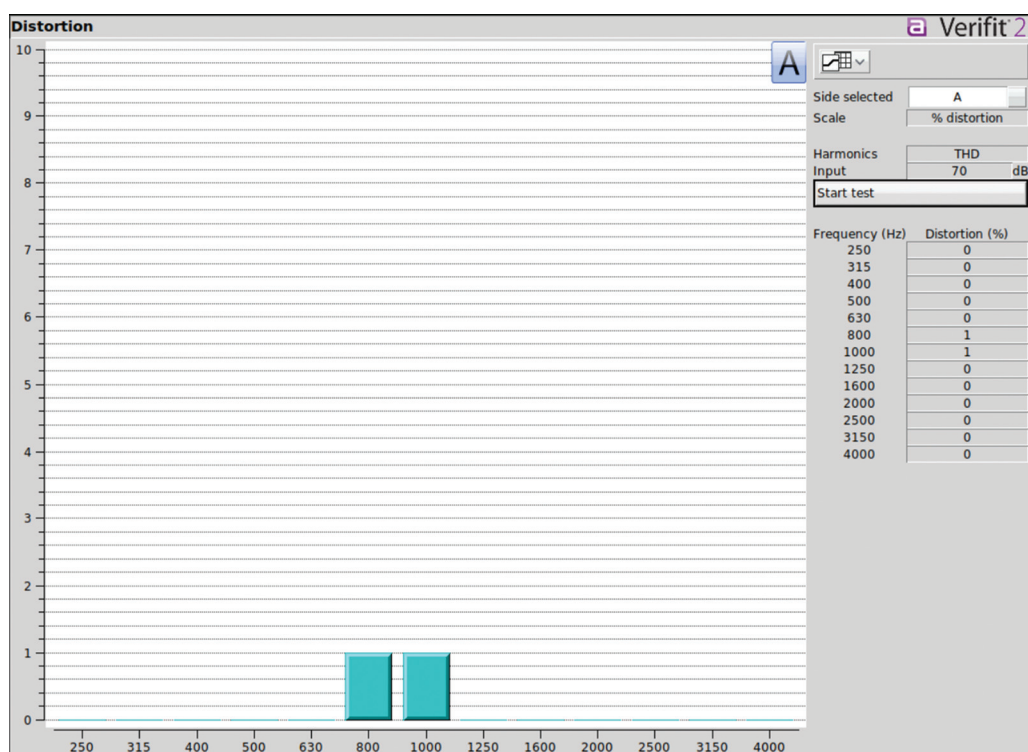 Distortion
a Verifit 2
10
A
9
8
7
6
5
4
3
2
1
0
250 315 400 500 630 800 1000 1250 1600 2000 2500 3150 4000
Side selected A
Scale % distortion
Harmonics THD
Input 70 dB
Start test
Frequency (Hz) Distortion (%)
250 0
315 0
400 0
500 0
630 0
800 1
1000 1
1250 0
1600 0
2000 0
2500 0
3150 0
4000 0